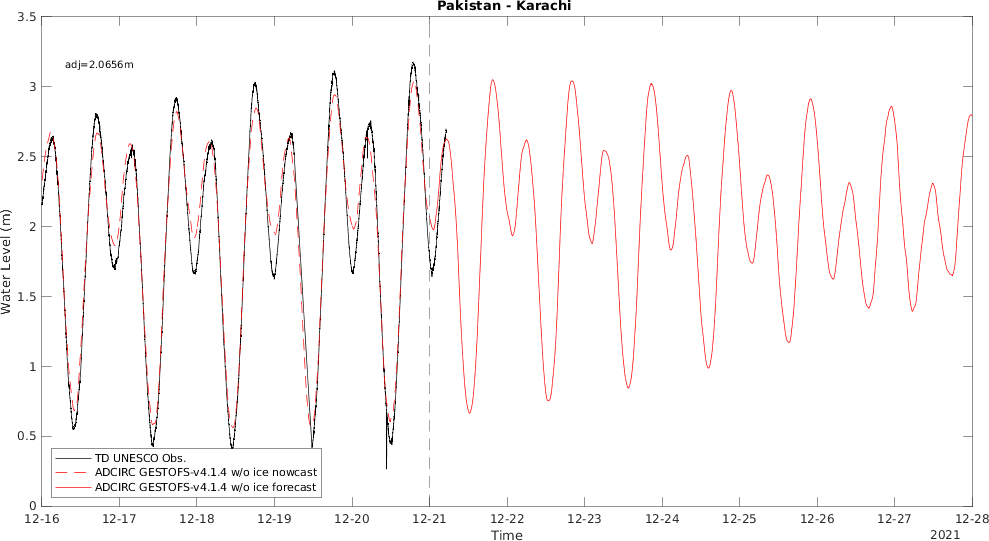 Pakistan - Karachi
adj=2.0656m
Water Level (m)
3.5
3
2.5
2
1.5
1
0.5
0
TD UNESCO Obs.
ADCIRC GESTOFS-v4.1.4 w/o ice nowcast
ADCIRC GESTOFS-v4.1.4 w/o ice forecast
12-16 12-17 12-18 12-19 12-20 12-21 12-22 12-23 12-24 12-25 12-26 12-27 12-28
Time
2021